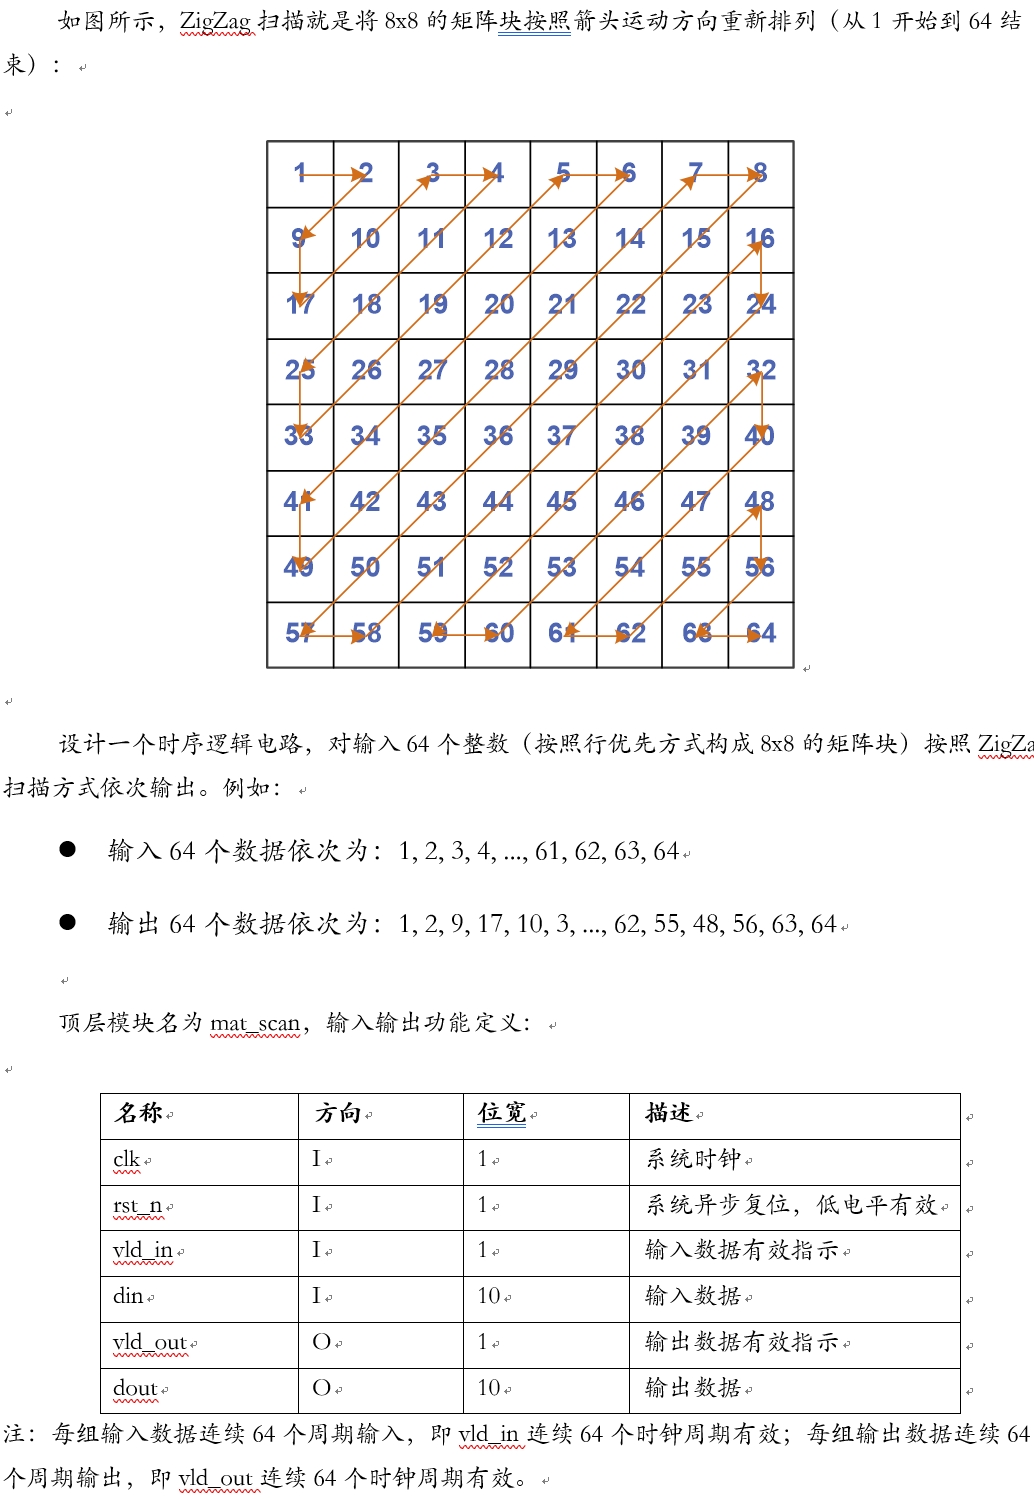 如图所示，ZigZag 扫描就是将 8x8 的矩阵块按照箭头运动方向重新排列（从 1 开始到 64 结
束）：
1 2 3 4 5 6 7 8
9 10 11 12 13 14 15 16
17 18 19 20 21 22 23 24
25 26 27 28 29 30 31 32
33 34 35 36 37 38 39 40
41 42 43 44 45 46 47 48
49 50 51 52 53 54 55 56
57 58 59 60 61 62 63 64
设计一个时序逻辑电路，对输入 64 个整数（按照行优先方式构成 8x8 的矩阵块）按照 ZigZa
扫描方式依次输出。例如：
● 输入 64 个数据依次为：1, 2, 3, 4, ..., 61, 62, 63, 64
● 输出 64 个数据依次为：1, 2, 9, 17, 10, 3, ..., 62, 55, 48, 56, 63, 64
顶层模块名为 mat_scan，输入输出功能定义：
名称 方向 位宽 描述
clk I 1 系统时钟
rst_n I 1 系统异步复位，低电平有效
vld_in I 1 输入数据有效指示
din I 10 输入数据
vld_out O 1 输出数据有效指示
dout O 10 输出数据
注：每组输入数据连续 64 个周期输入，即 vld_in 连续 64 个时钟周期有效；每组输出数据连续 64
个周期输出，即 vld_out 连续 64 个时钟周期有效。